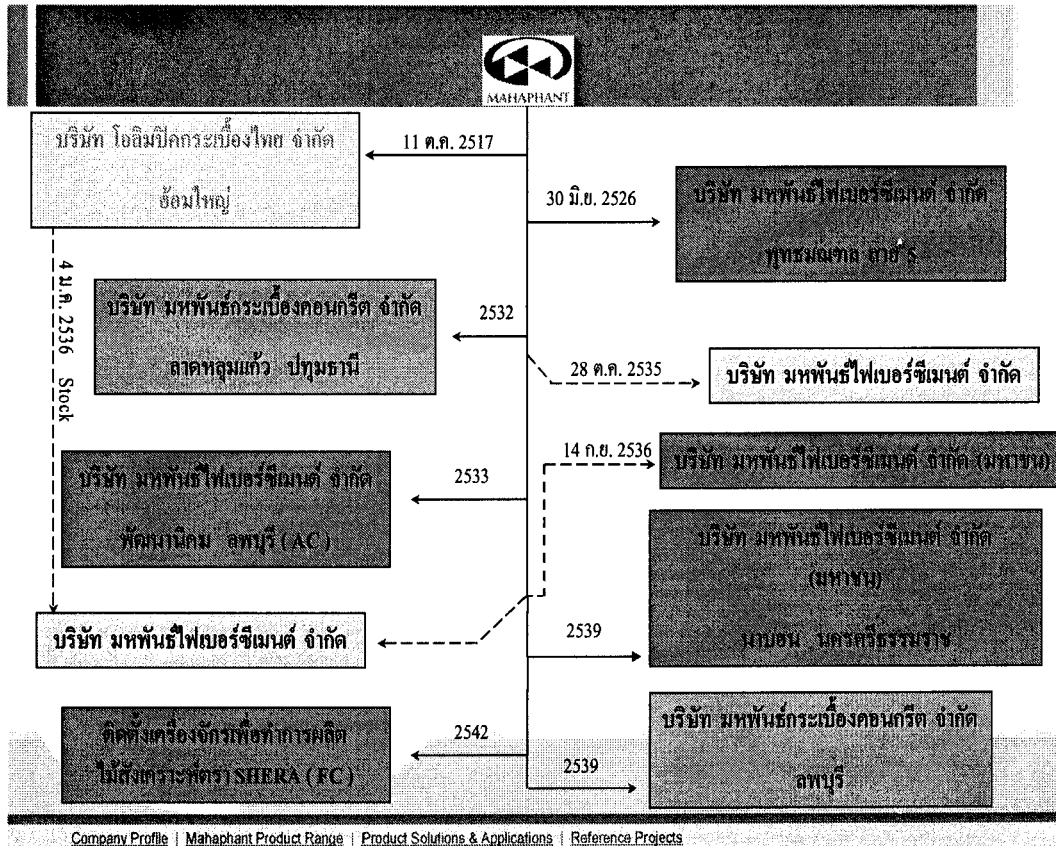 MAHAPHANT
บริษัท โอลิมปิคกระเบื้องไทย จำกัด
อ้อมใหญ่
11 ต.ค. 2517
30 มิ.ย. 2526
บริษัท มหพันธ์ไฟเบอร์ซีเมนต์ จำกัด
พุทธมณฑล สาย 5
4 ม.ค. 2536 Stock
บริษัท มหพันธ์กระเบื้องคอนกรีต จำกัด
ลาดหลุมแก้ว ปทุมธานี
2532
28 ต.ค. 2535
บริษัท มหพันธ์ไฟเบอร์ซีเมนต์ จำกัด
14 ก.ย. 2536
บริษัท มหพันธ์ไฟเบอร์ซีเมนต์ จำกัด (มหาชน)
บริษัท มหพันธ์ไฟเบอร์ซีเมนต์ จำกัด
พัฒนานิคม ลพบุรี (AC)
2533
บริษัท มหพันธ์ไฟเบอร์ซีเมนต์ จำกัด
(มหาชน)
นาบอน นครศรีธรรมราช
บริษัท มหพันธ์ไฟเบอร์ซีเมนต์ จำกัด
2539
ติดตั้งเครื่องจักรเพื่อทำการผลิต
ไม้สังเคราะห์ตรา SHERA (FC)
2542
2539
บริษัท มหพันธ์กระเบื้องคอนกรีต จำกัด
ลพบุรี
Company Profile | Mahaphant Product Range | Product Solutions & Applications | Reference Projects